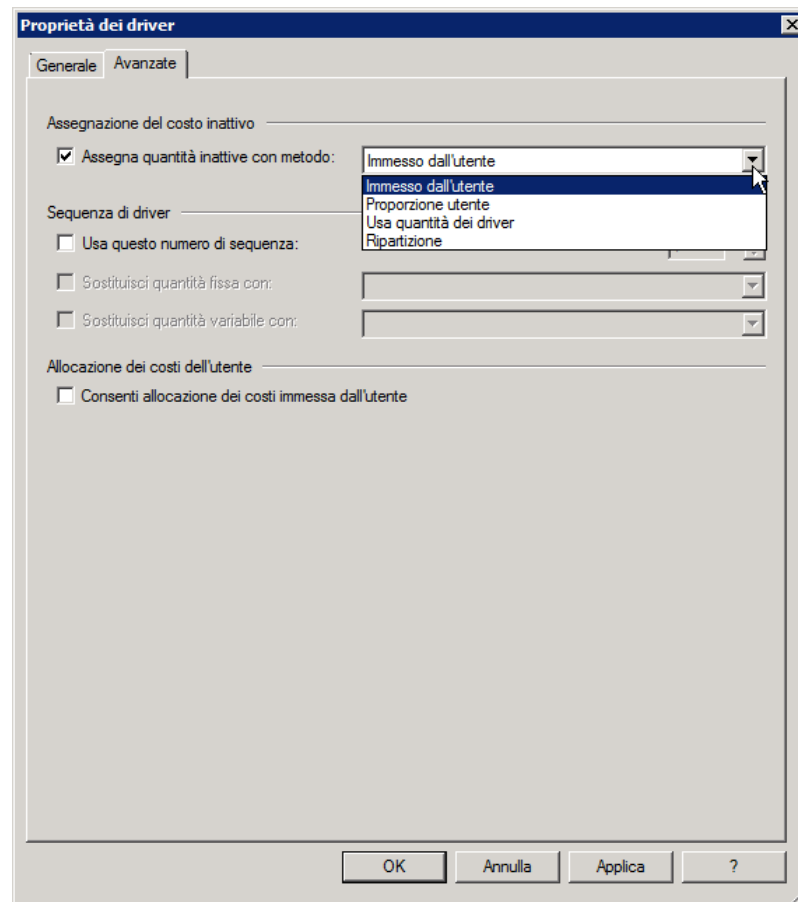 Proprietà dei driver
Generale Avanzate
Assegnazione del costo inattivo
Assegna quantità inattive con metodo: Immesso dall'utente
Immesso dall'utente
Proporzione utente
Usa quantità dei driver
Ripartizione
Sequenza di driver
Usa questo numero di sequenza:
Sostituisci quantità fissa con:
Sostituisci quantità variabile con:
Allocazione dei costi dell'utente
Consenti allocazione dei costi immessa dall'utente
OK Annulla Applica ?